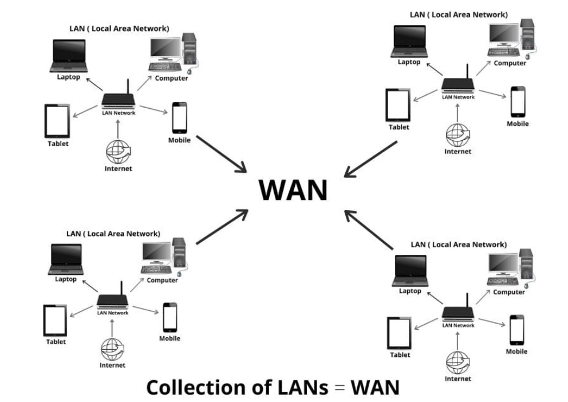 LAN ( Local Area Network)
Laptop
Computer
LAN Network
Tablet
Mobile
Internet
LAN ( Local Area Network)
Laptop
Computer
LAN Network
Tablet
Mobile
Internet
WAN
LAN ( Local Area Network)
Laptop
Computer
LAN Network
Tablet
Mobile
Internet
LAN ( Local Area Network)
Laptop
Computer
LAN Network
Tablet
Mobile
Internet
Collection of LANs = WAN